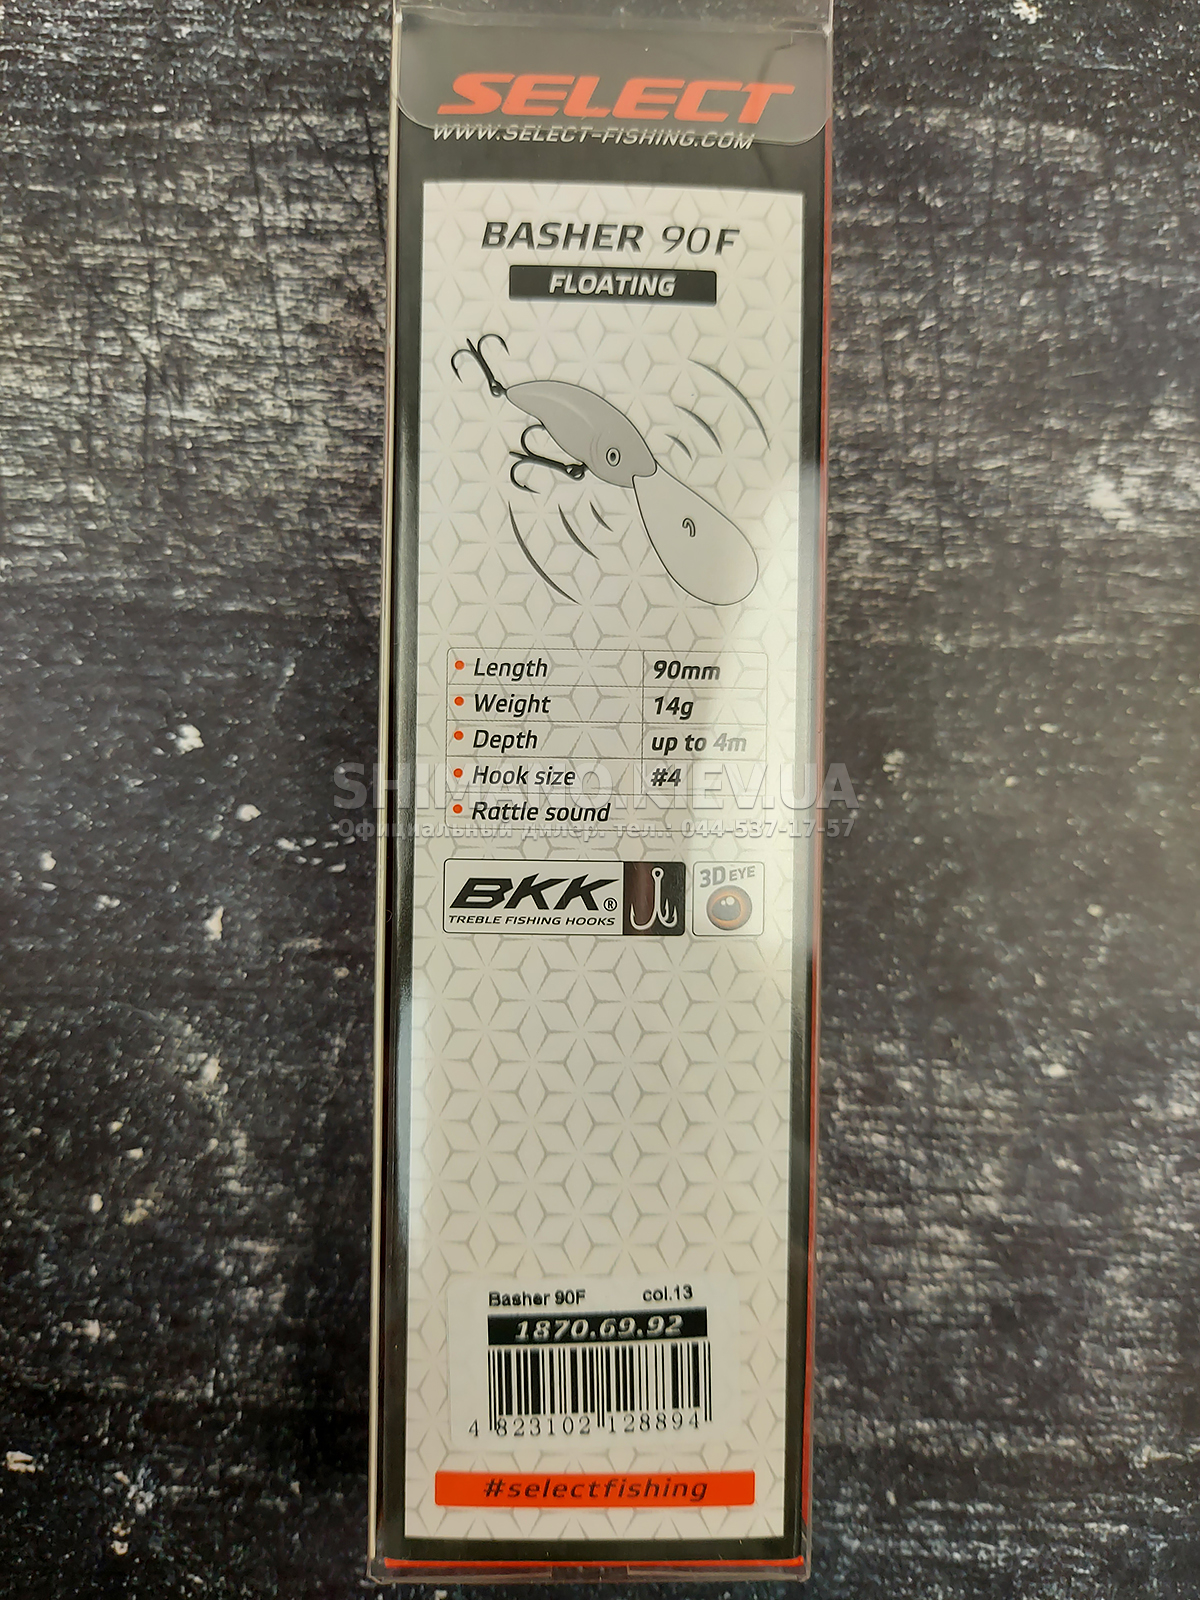 SELECT
WWW.SELECT-FISHING.COM
BASHER 90F
FLOATING
Length 90mm
Weight 14g
Depth up to 4m
Hook size #4
Rattle sound
SHIMANO.KIEV.UA
Официальный дилер. тел.: 044-537-17-57
BKK®
TREBLE FISHING HOOKS
3D EYE
Basher 90F col.13
1870.69.92
4 823102 128894
#selectfishing